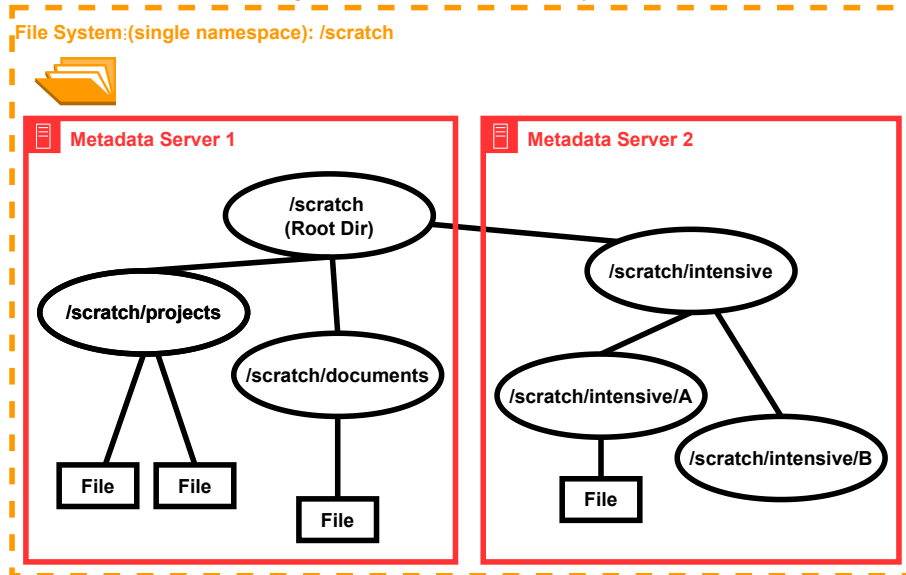 File System:(single namespace): /scratch
Metadata Server 1
Metadata Server 2
/scratch
(Root Dir)
/scratch/intensive
/scratch/projects
/scratch/documents
/scratch/intensive/A
/scratch/intensive/B
File
File
File
File